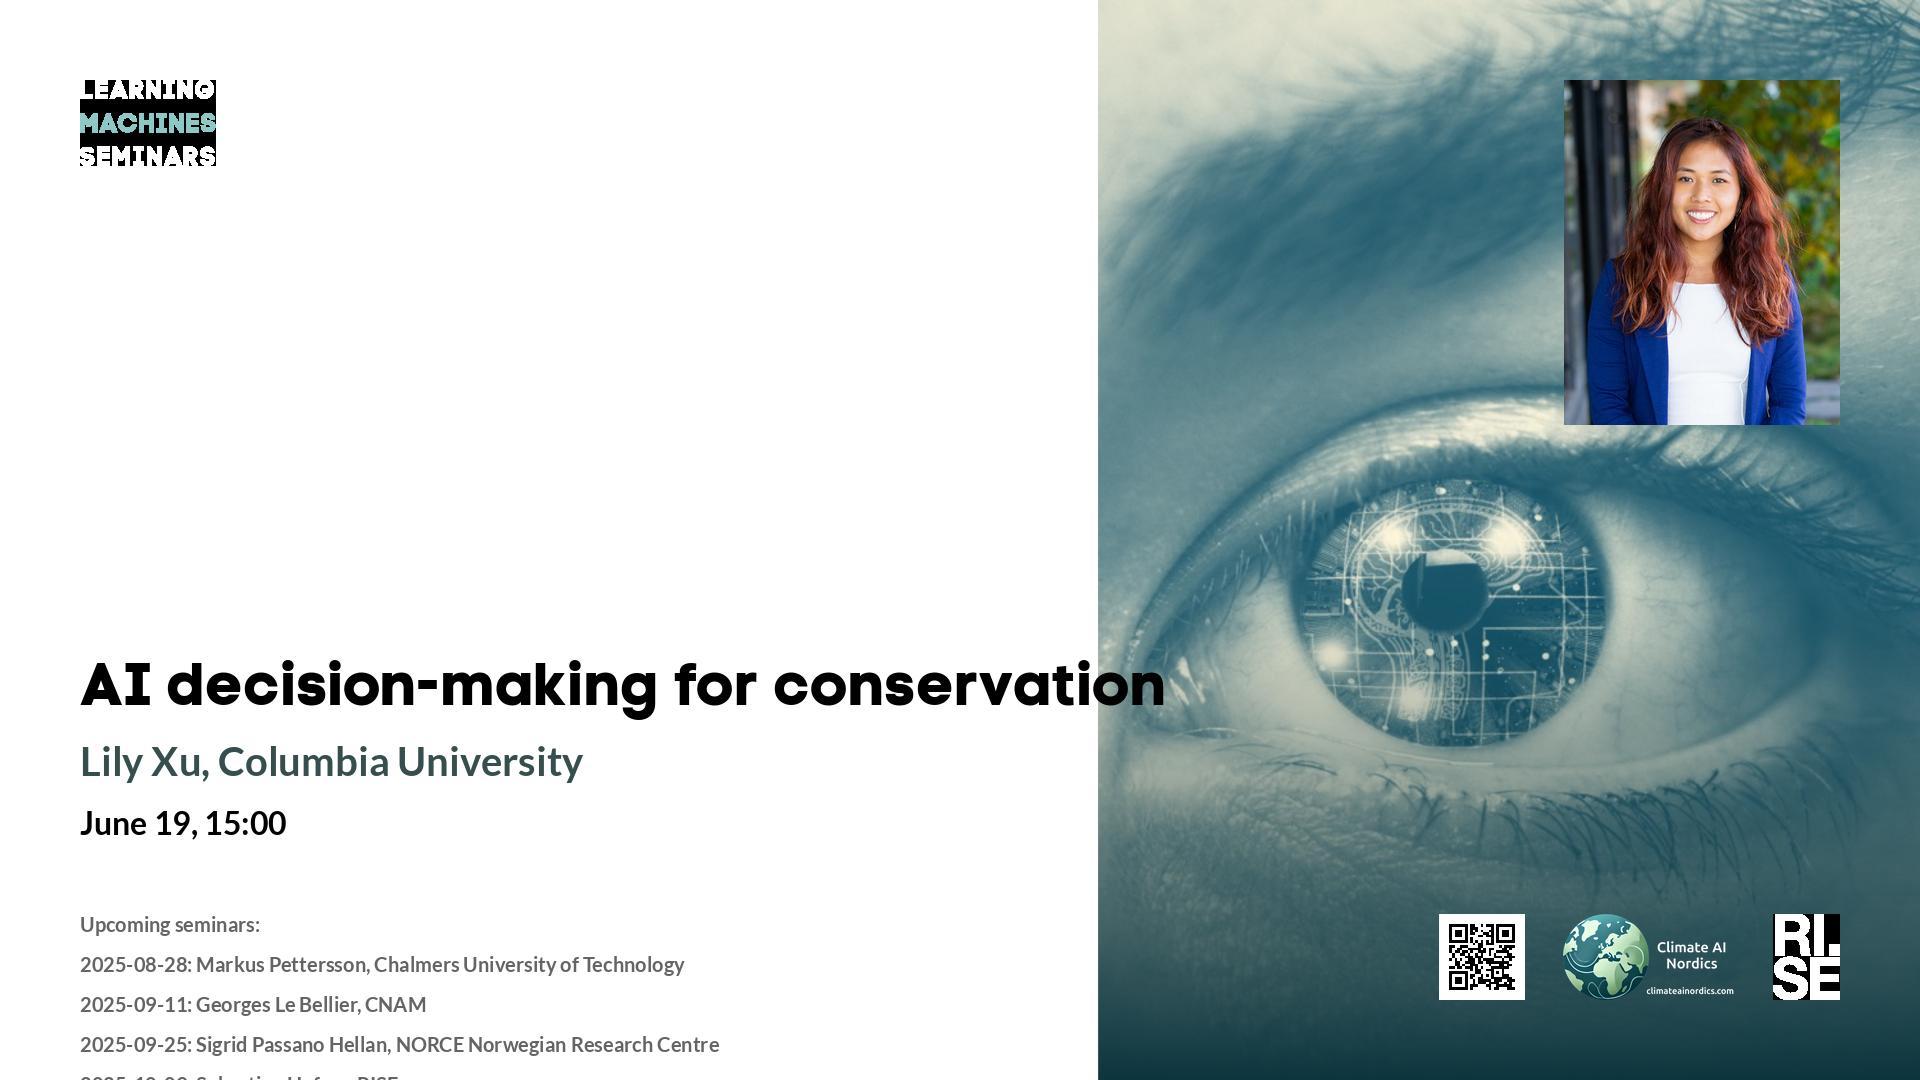 LEARNING
MACHINES
SEMINARS
AI decision-making for conservation
Lily Xu, Columbia University
June 19, 15:00
Upcoming seminars:
2025-08-28: Markus Pettersson, Chalmers University of Technology
2025-09-11: Georges Le Bellier, CNAM
2025-09-25: Sigrid Passano Hellan, NORCE Norwegian Research Centre
Climate AI
Nordics
climateainordics.com
RI.
SE